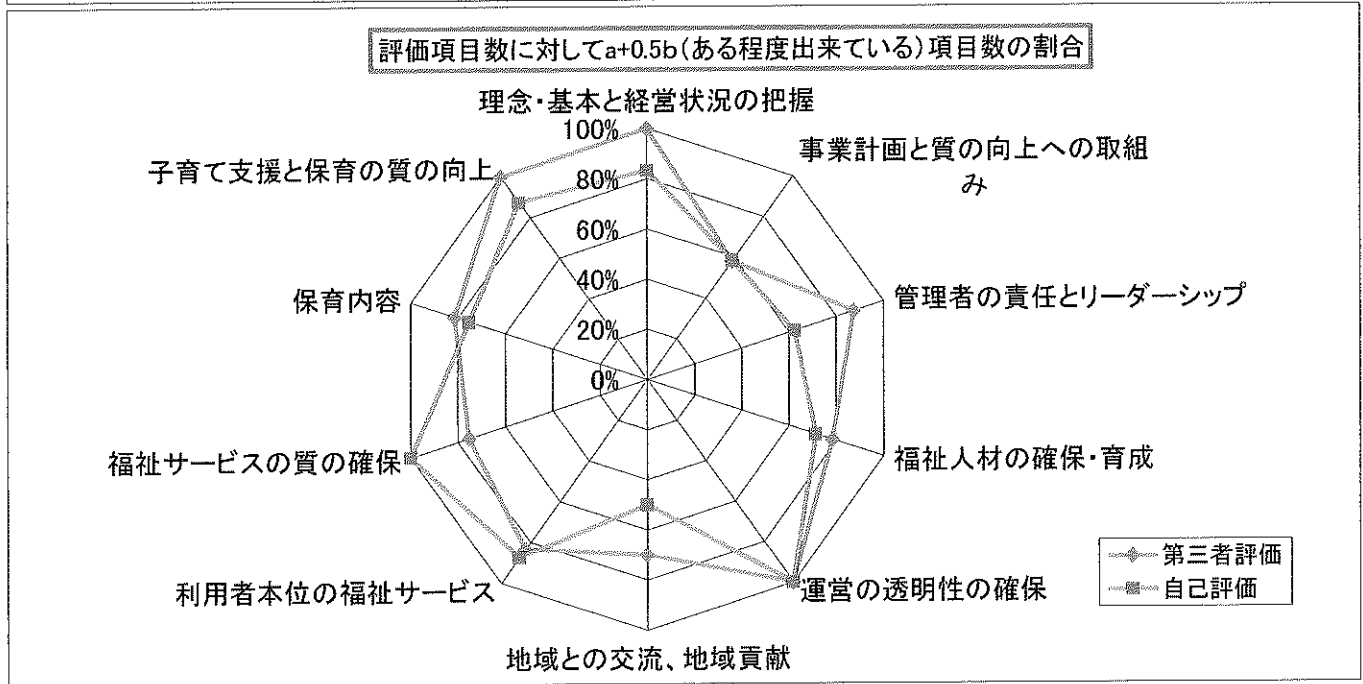 評価項目数に対してa+0.5b(ある程度出来ている)項目数の割合
理念・基本と経営状況の把握
事業計画と質の向上への取組
み
管理者の責任とリーダーシップ
福祉人材の確保・育成
運営の透明性の確保
地域との交流、地域貢献
利用者本位の福祉サービス
福祉サービスの質の確保
保育内容
子育て支援と保育の質の向上
100%
80%
60%
40%
20%
0%
第三者評価
自己評価